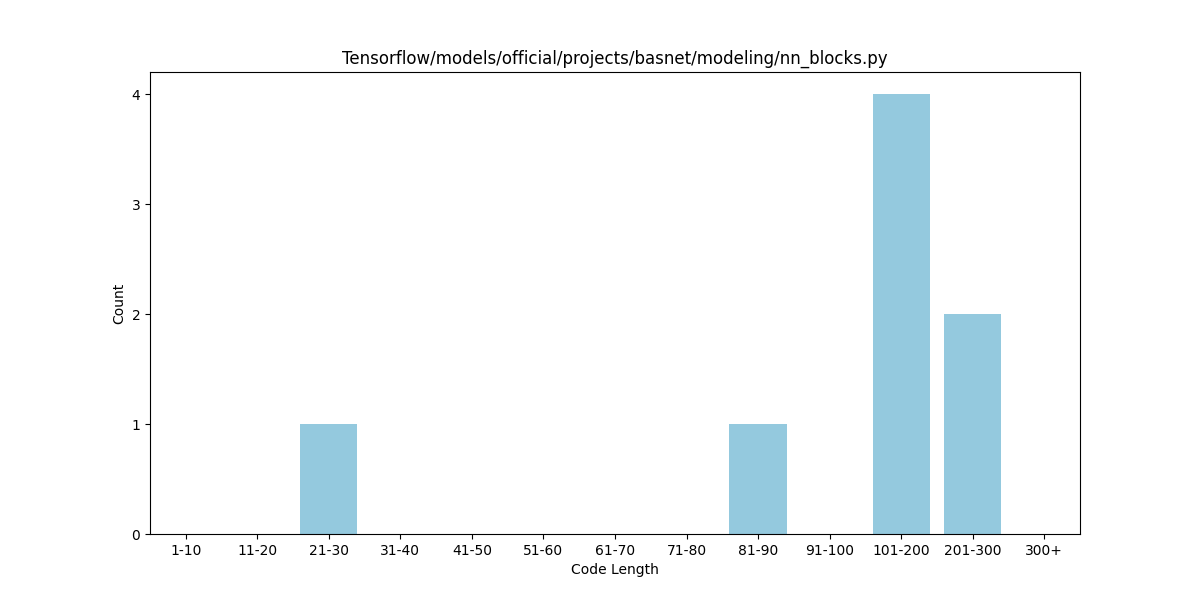 Tensorflow/models/official/projects/basnet/modeling/nn_blocks.py
4
3
2
1
0
Count
1-10 11-20 21-30 31-40 41-50 51-60 61-70 71-80 81-90 91-100 101-200 201-300 300+
Code Length